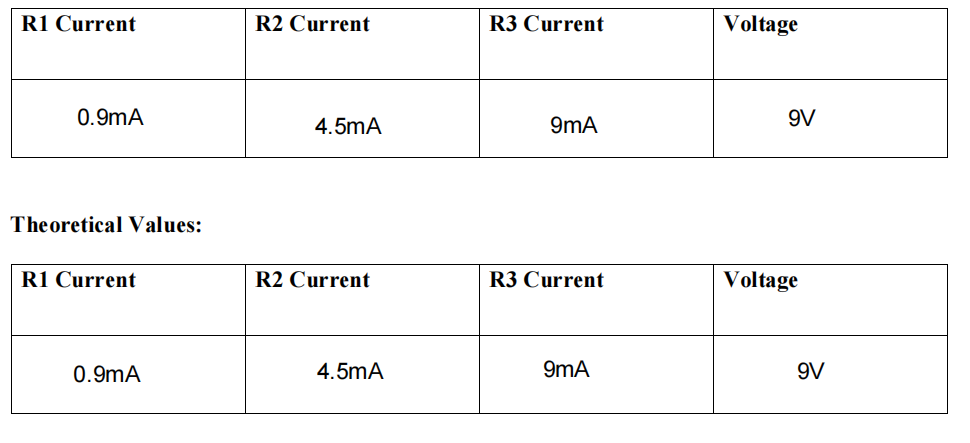 R1 Current R2 Current R3 Current Voltage
0.9mA 4.5mA 9mA 9V
Theoretical Values:
R1 Current R2 Current R3 Current Voltage
0.9mA 4.5mA 9mA 9V